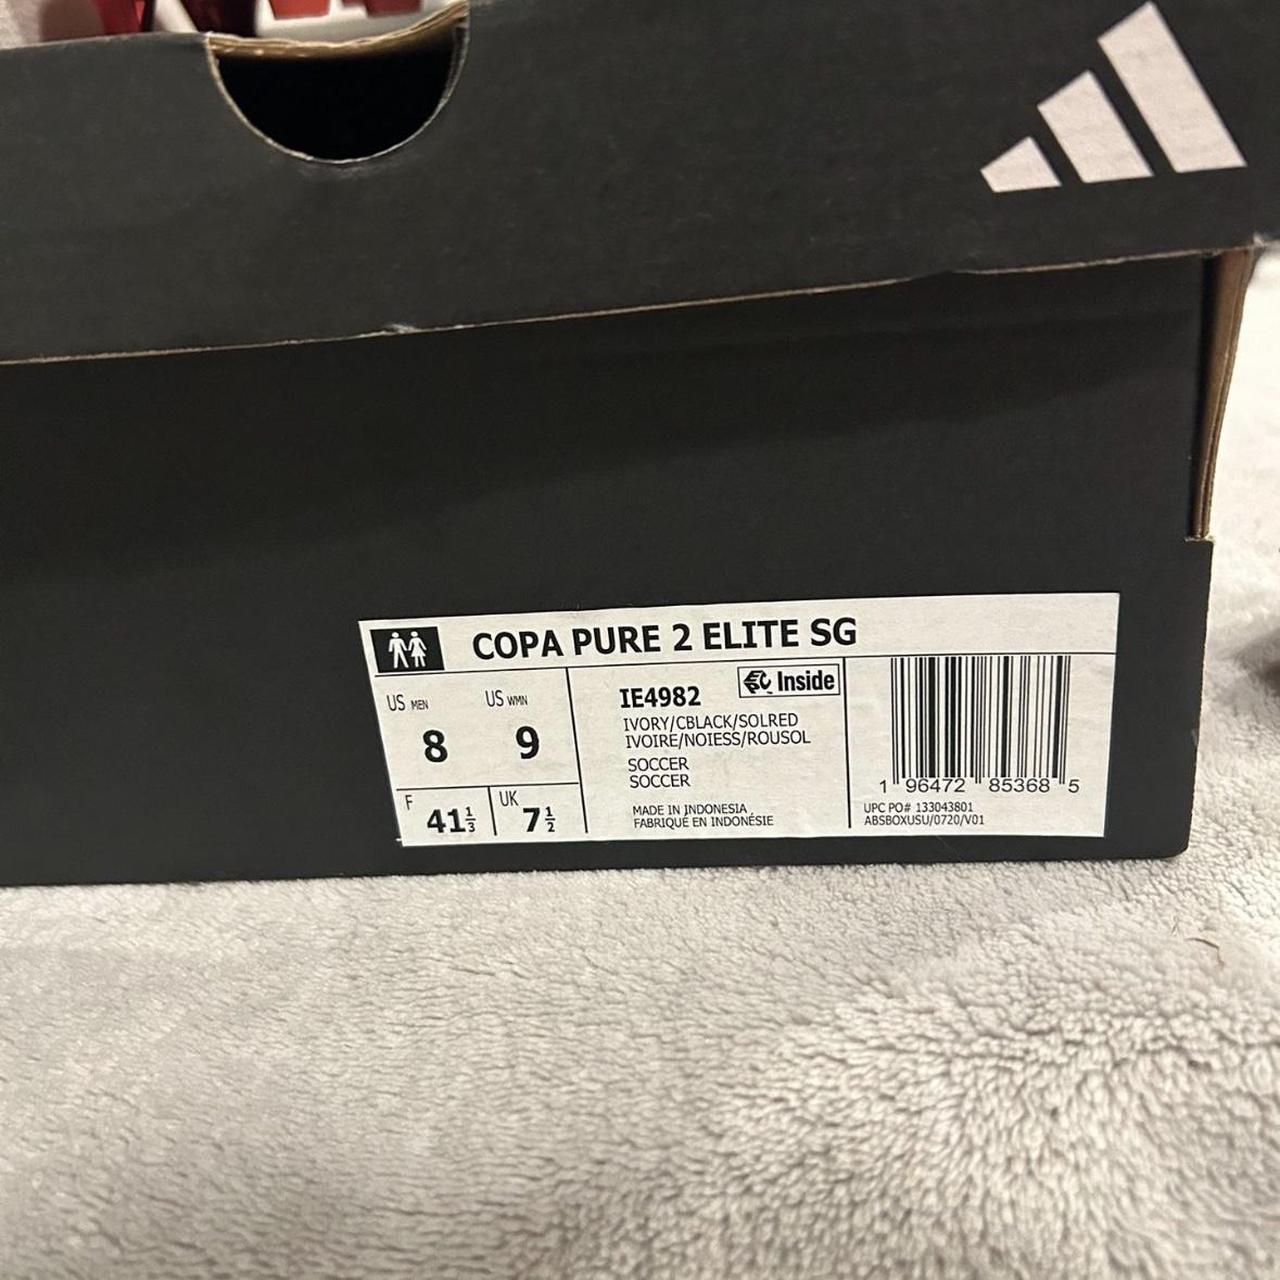 COPA PURE 2 ELITE SG
US MEN
8
US WMN
9
F
41 1/3
UK
7 1/2
IE4982
Inside
IVORY/CBLACK/SOLRED
IVOIRE/NOIESS/ROUSOL
SOCCER
SOCCER
MADE IN INDONESIA
FABRIQUÉ EN INDONÉSIE
1 96472 85368 5
UPC PO# 133043801
ABSBOXUSU/0720/V01